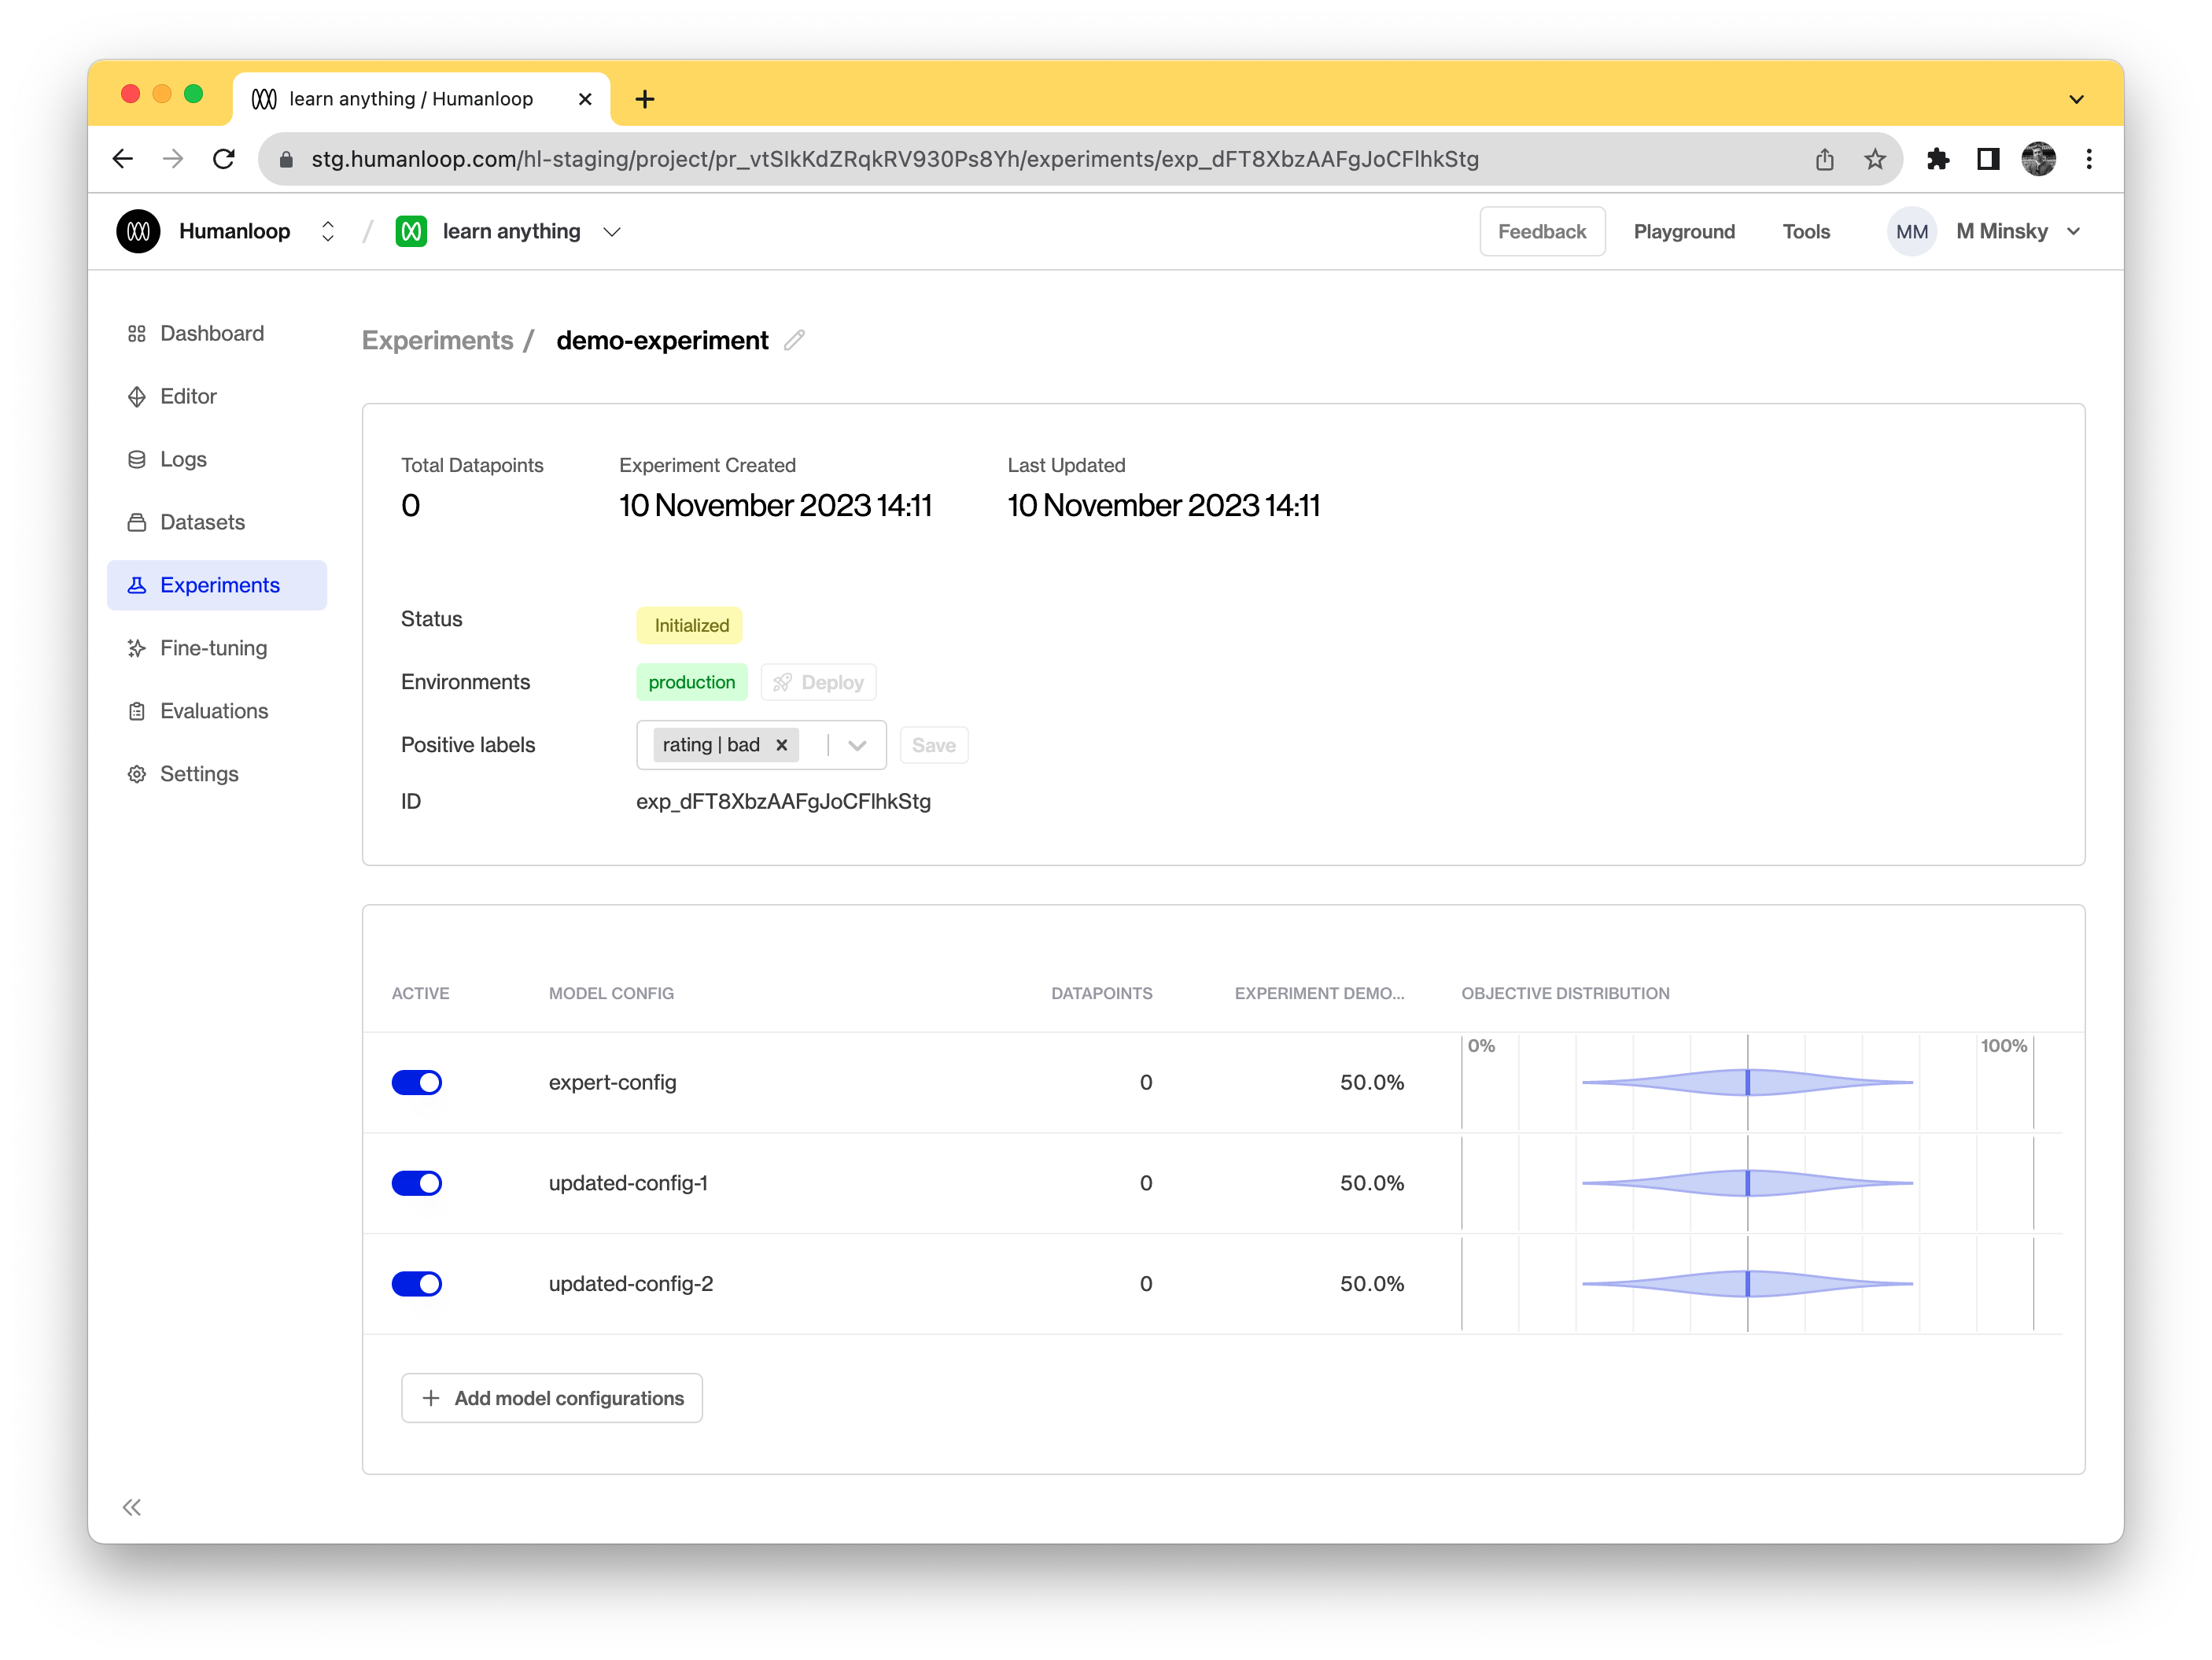 learn anything / Humanloop
stg.humanloop.com/hl-staging/project/pr_vtSIkKdZRqkRV930Ps8Yh/experiments/exp_dFT8XbzAAFgJoCFlhkStg
Humanloop / learn anything Feedback Playground Tools MM M Minsky
Dashboard
Editor
Logs
Datasets
Experiments
Fine-tuning
Evaluations
Settings
Experiments / demo-experiment
Total Datapoints Experiment Created Last Updated
0 10 November 2023 14:11 10 November 2023 14:11
Status Initialized
Environments production Deploy
Positive labels rating | bad Save
ID exp_dFT8XbzAAFgJoCFlhkStg
ACTIVE MODEL CONFIG DATAPOINTS EXPERIMENT DEMO... OBJECTIVE DISTRIBUTION
0% 100%
expert-config 0 50.0%
updated-config-1 0 50.0%
updated-config-2 0 50.0%
Add model configurations